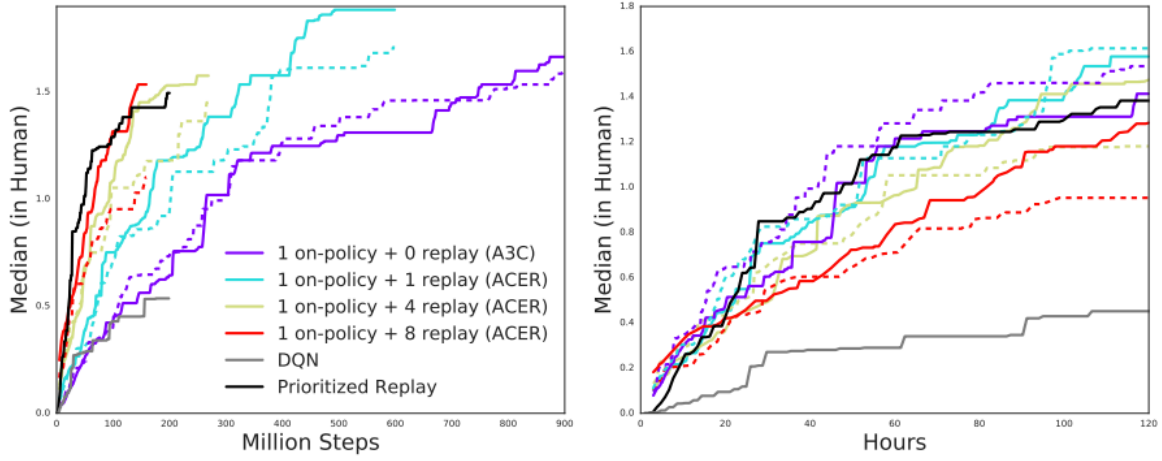 Median (in Human)
1.5
1.0
0.5
0.0
1 on-policy + 0 replay (A3C)
1 on-policy + 1 replay (ACER)
1 on-policy + 4 replay (ACER)
1 on-policy + 8 replay (ACER)
DQN
Prioritized Replay
0 100 200 300 400 500 600 700 800 900
Million Steps
Median (in Human)
1.8
1.6
1.4
1.2
1.0
0.8
0.6
0.4
0.2
0.0
0 20 40 60 80 100 120
Hours